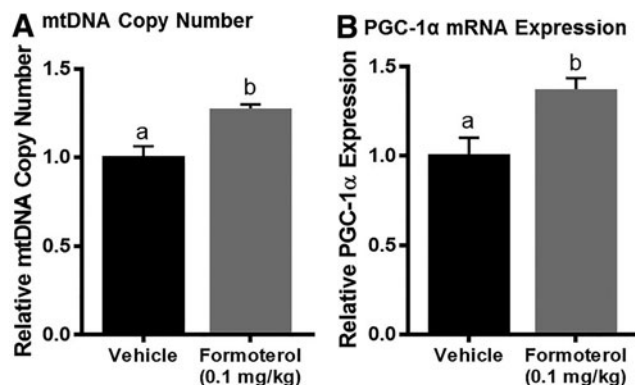 A mtDNA Copy Number
Relative mtDNA Copy Number
1.5
1.0
0.5
0.0
a
b
Vehicle
Formoterol
(0.1 mg/kg)
B PGC-1α mRNA Expression
Relative PGC-1α Expression
1.5
1.0
0.5
0.0
a
b
Vehicle
Formoterol
(0.1 mg/kg)